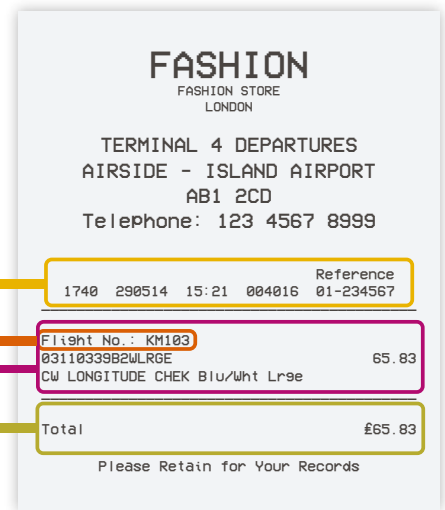 FASHION
FASHION STORE
LONDON
TERMINAL 4 DEPARTURES
AIRSIDE - ISLAND AIRPORT
AB1 2CD
Telephone: 123 4567 8999
Reference
1740 290514 15:21 004016 01-234567
Flight No.: KM103
03110339B2WLRGE 65.83
CW LONGITUDE CHEK Blu/Wht Lrge
Total £65.83
Please Retain for Your Records